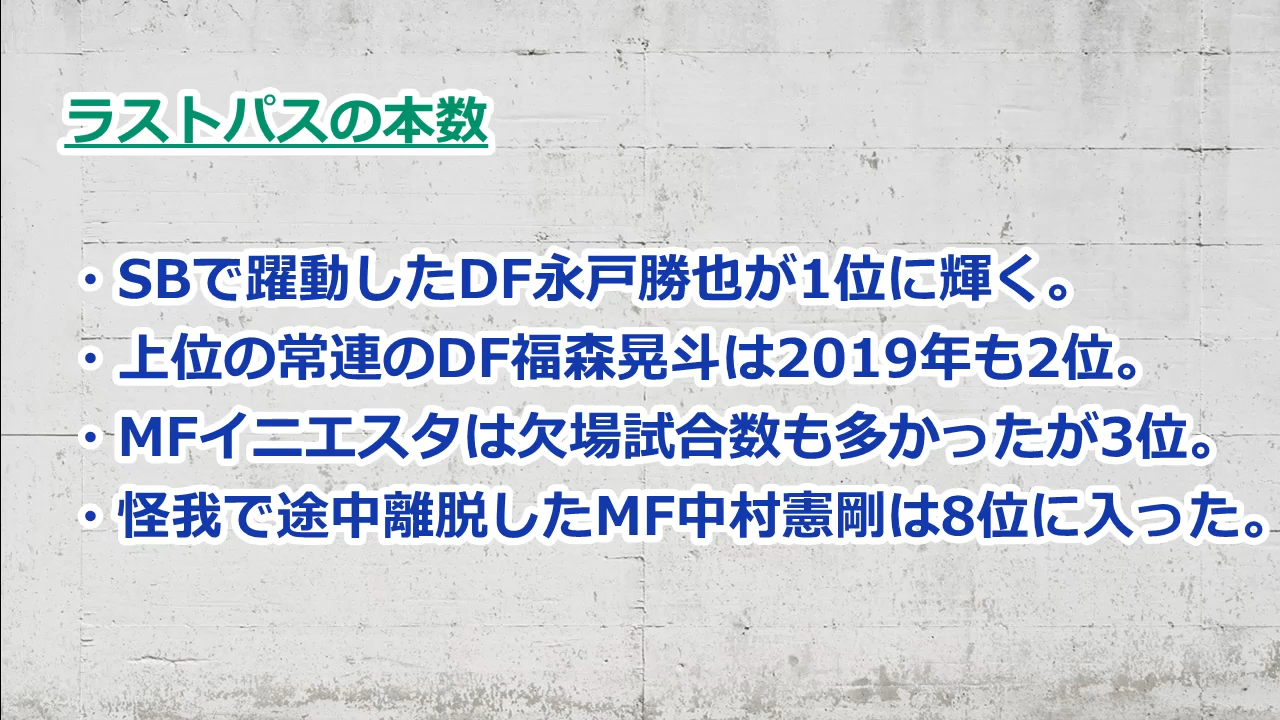 ラストパスの本数
・SBで躍動したDF永戸勝也が1位に輝く。
・上位の常連のDF福森晃斗は2019年も2位。
・MFイニエスタは欠場試合数も多かったが3位。
・怪我で途中離脱したMF中村憲剛は8位に入った。